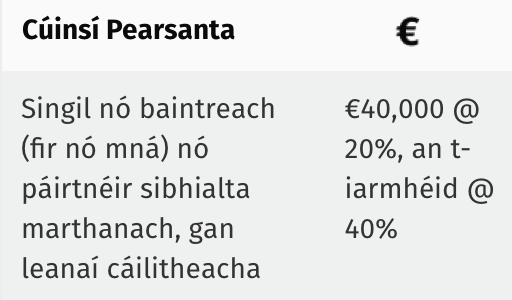 Cúinsí Pearsanta €
Singil nó baintreach €40,000 @
(fir nó mná) nó 20%, an t-
páirtnéir sibhialta iarmhéid @
marthanach, gan 40%
leanaí cáilitheacha